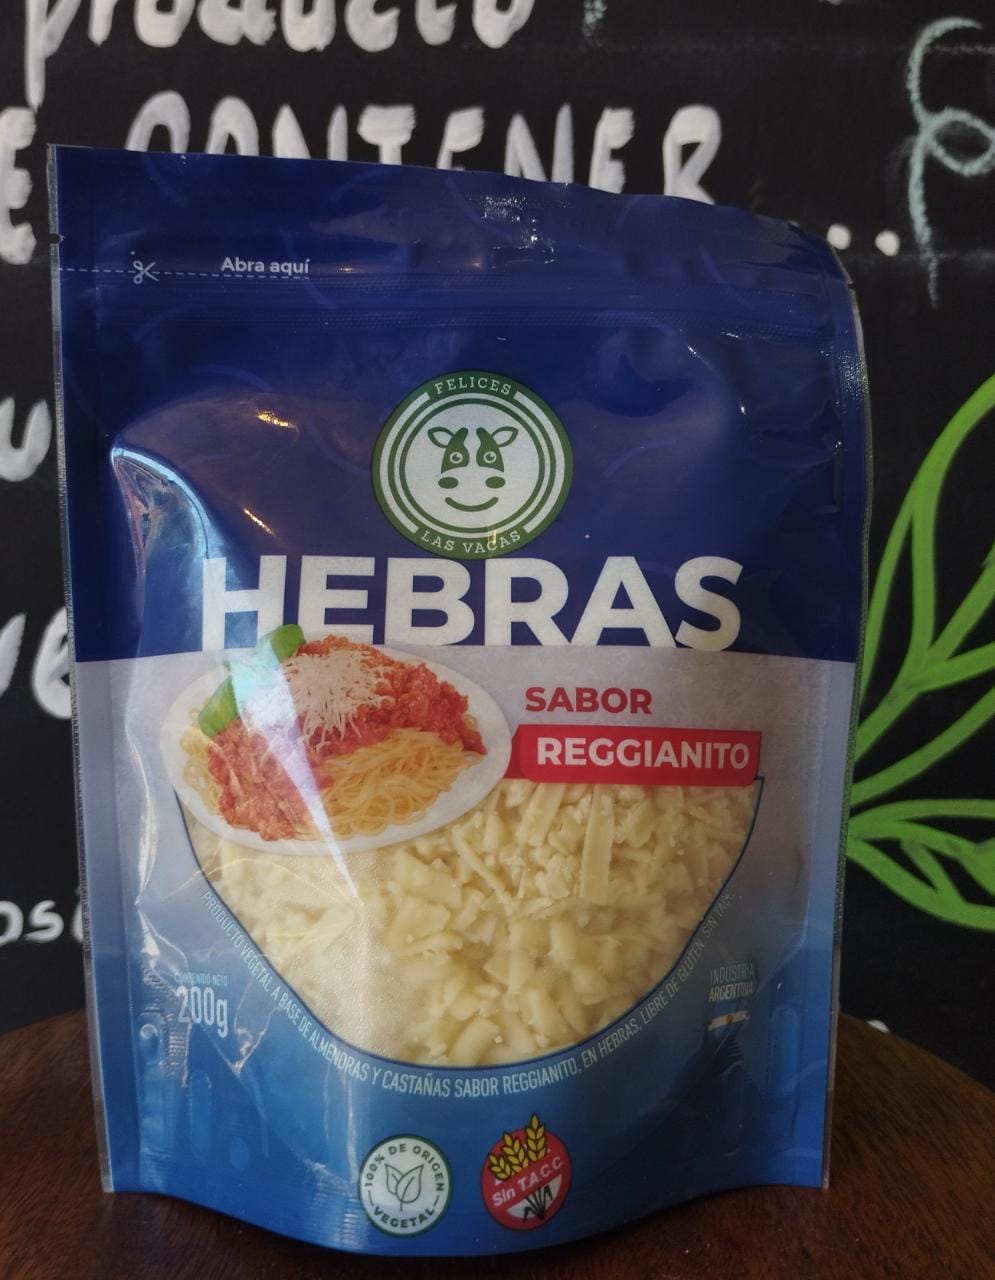 producto
E CONTENER...
Abra aquí
FELICES
LAS VACAS
HEBRAS
SABOR
REGGIANITO
PRODUCTO VEGETAL A BASE DE ALMENDRAS Y CASTAÑAS SABOR REGGIANITO, EN HEBRAS, LIBRE DE GLUTEN, SIN TACC
CONTENIDO NETO
200g
INDUSTRIA
ARGENTINA
100% DE ORIGEN
VEGETAL
Sin T.A.C.C.